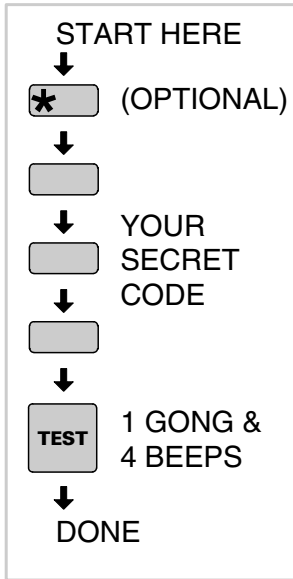 START HERE
* (OPTIONAL)
YOUR
SECRET
CODE
TEST
1 GONG &
4 BEEPS
DONE